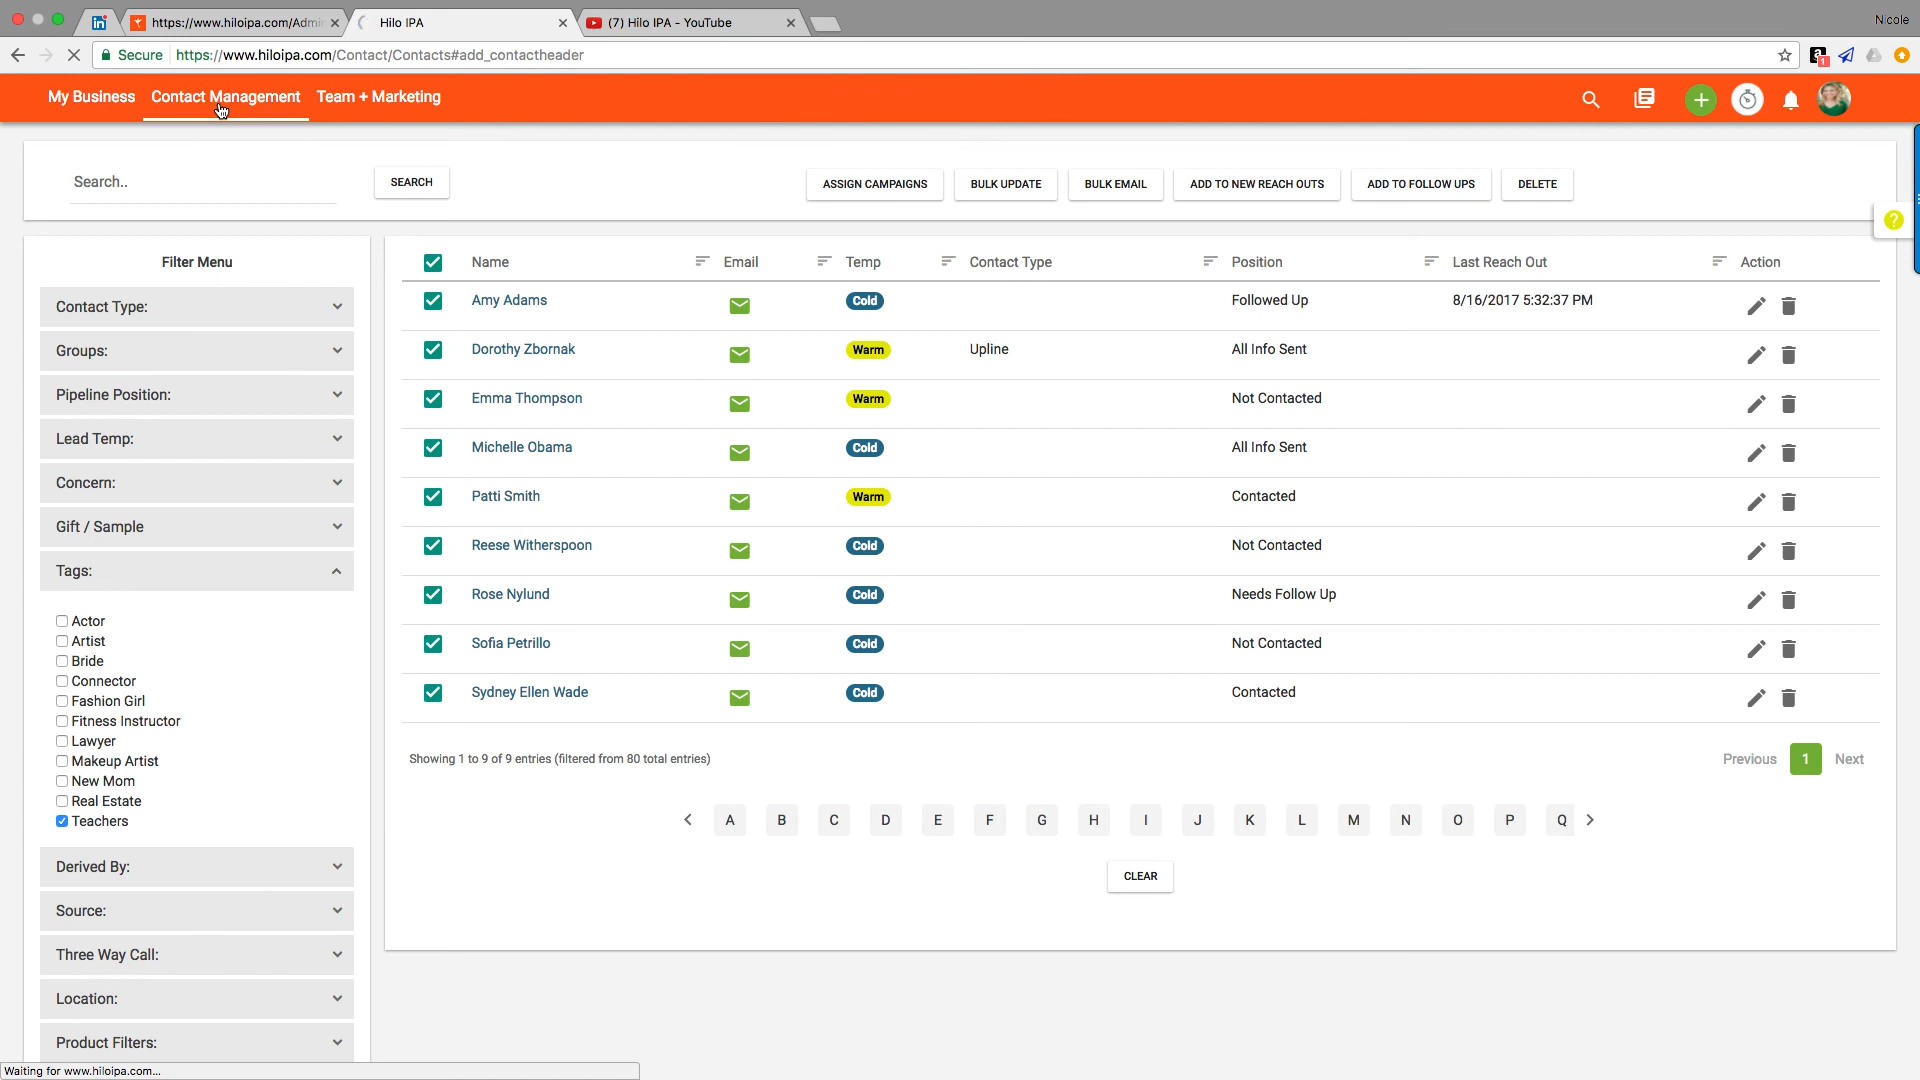 https://www.hiloipa.com/Admi
Hilo IPA
(7) Hilo IPA - YouTube
Nicole
Secure
https://www.hiloipa.com/Contact/Contacts#add_contactheader
1
My Business
Contact Management
Team + Marketing
Search..
SEARCH
ASSIGN CAMPAIGNS
BULK UPDATE
BULK EMAIL
ADD TO NEW REACH OUTS
ADD TO FOLLOW UPS
DELETE
?
Filter Menu
Contact Type:
Groups:
Pipeline Position:
Lead Temp:
Concern:
Gift / Sample
Tags:
Actor
Artist
Bride
Connector
Fashion Girl
Fitness Instructor
Lawyer
Makeup Artist
New Mom
Real Estate
Teachers
Derived By:
Source:
Three Way Call:
Location:
Product Filters:
Name Email Temp Contact Type Position Last Reach Out Action
Amy Adams Cold Followed Up 8/16/2017 5:32:37 PM
Dorothy Zbornak Warm Upline All Info Sent
Emma Thompson Warm Not Contacted
Michelle Obama Cold All Info Sent
Patti Smith Warm Contacted
Reese Witherspoon Cold Not Contacted
Rose Nylund Cold Needs Follow Up
Sofia Petrillo Cold Not Contacted
Sydney Ellen Wade Cold Contacted
Showing 1 to 9 of 9 entries (filtered from 80 total entries)
Previous 1 Next
A B C D E F G H I J K L M N O P Q
CLEAR
Waiting for www.hiloipa.com...